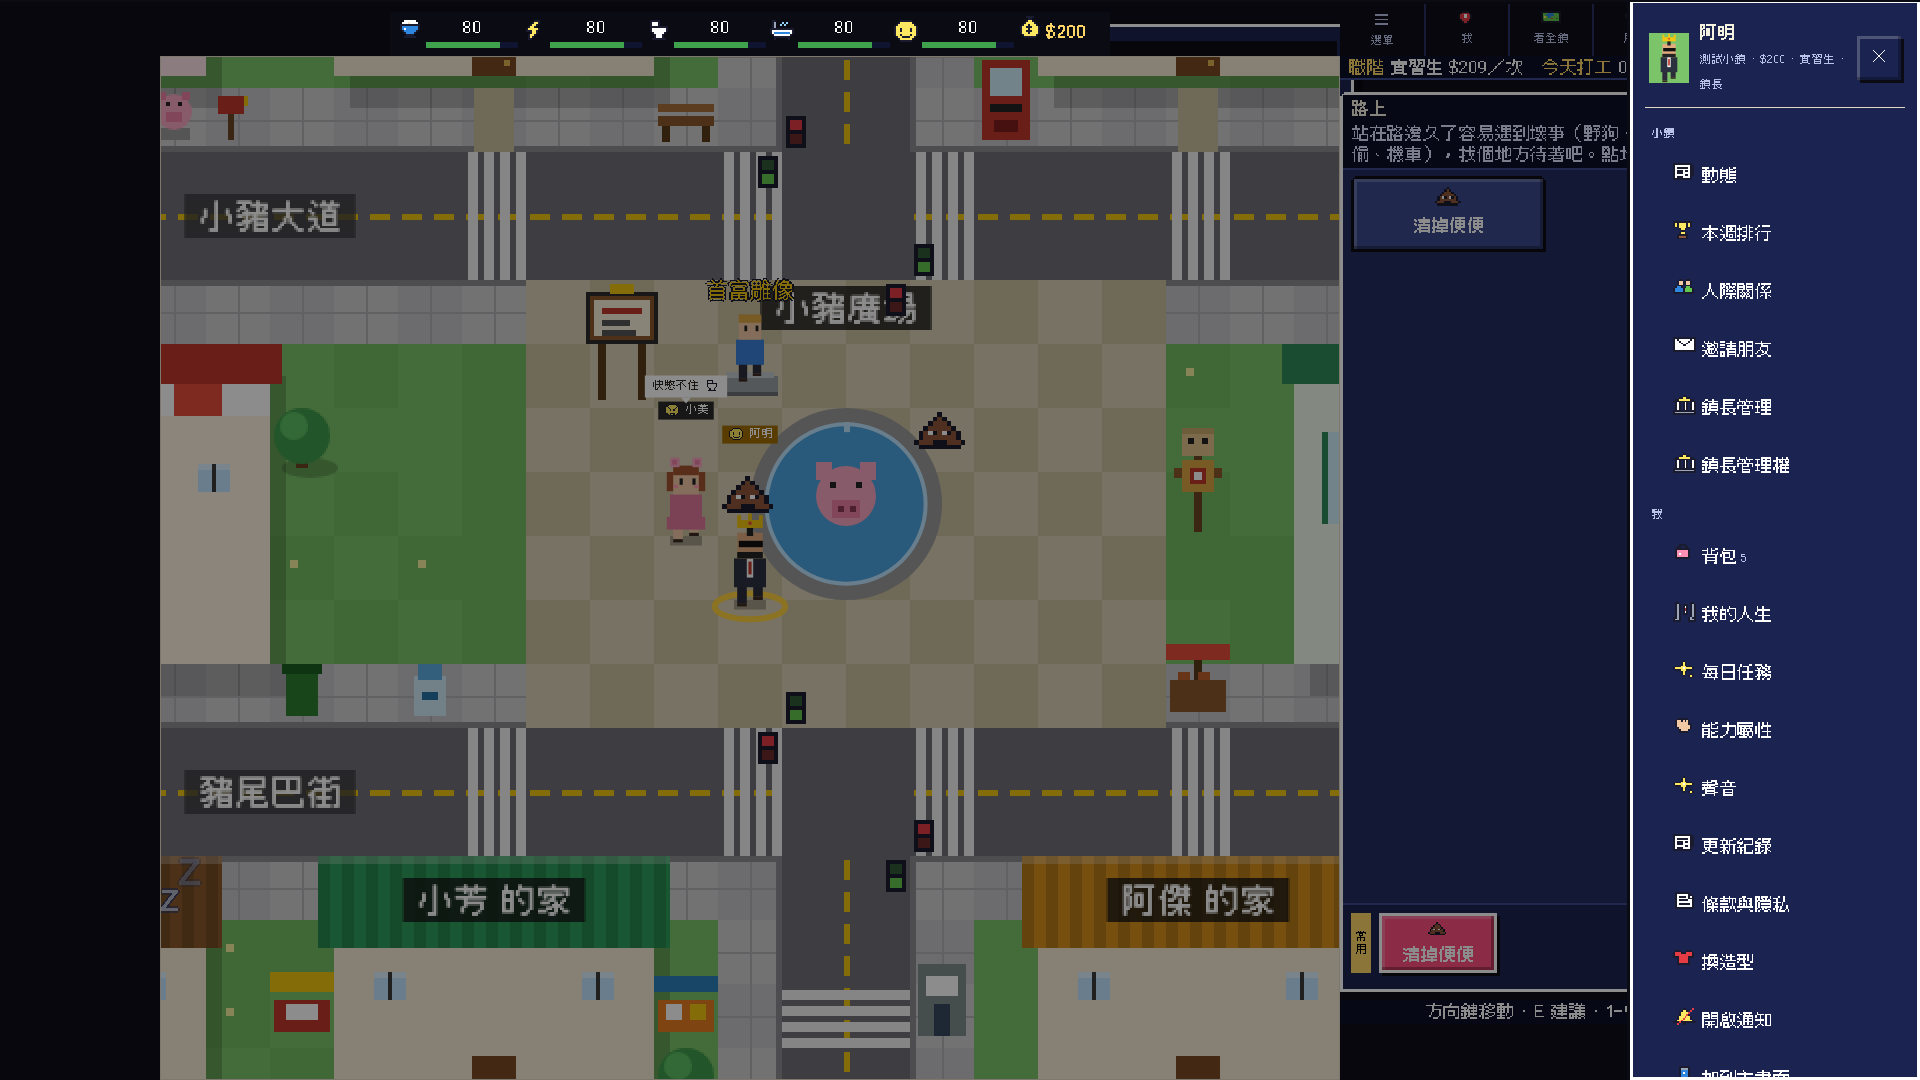 80
80
80
80
80
$200
選單
我
看全鎮
職階 實習生 $209／次 今天打工 0
路上
站在路邊久了容易遇到壞事（野狗、
偷、機車），找個地方待著吧。點
清掉便便
小豬大道
首富雕像
小豬廣場
快憋不住
小美
阿明
豬尾巴街
Z
Z
小芳 的家
阿傑 的家
常用
清掉便便
方向鍵移動 · E 建議 · 1-
阿明
測試小鎮 · $200 · 實習生 ·
鎮長
小鎮
動態
本週排行
人際關係
邀請朋友
鎮長管理
鎮長管理權
我
背包 5
我的人生
每日任務
能力屬性
聲音
更新紀錄
條款與隱私
換造型
開啟通知
加到主畫面